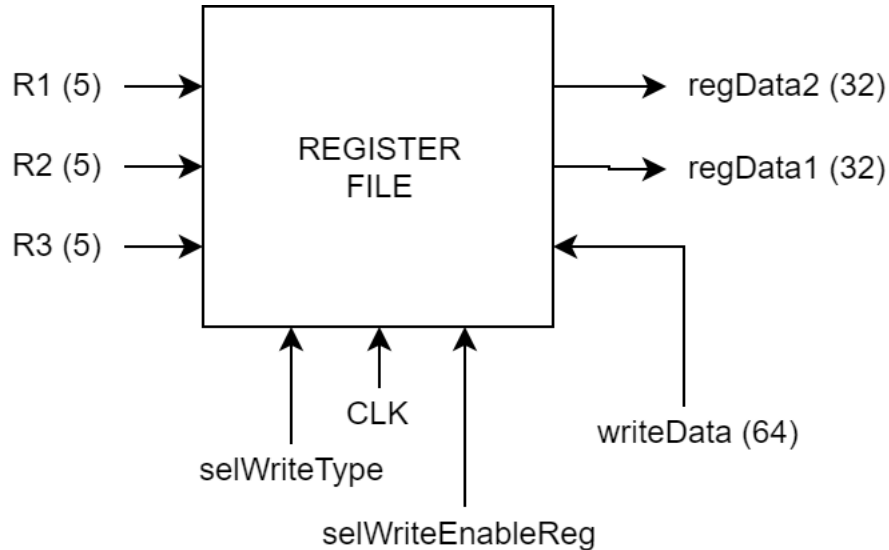 R1 (5)
regData2 (32)
REGISTER
FILE
R2 (5)
regData1 (32)
R3 (5)
CLK
writeData (64)
selWriteType
selWriteEnableReg